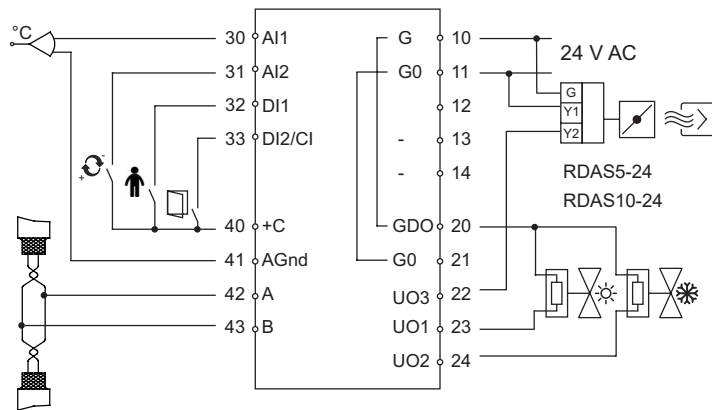 °C
30 AI1
31 AI2
32 DI1
33 DI2/CI
- +
40 +C
41 AGnd
42 A
43 B
G 10
G0 11
12
- 13
- 14
GDO 20
G0 21
UO3 22
UO1 23
UO2 24
24 V AC
G
Y1
Y2
RDAS5-24
RDAS10-24